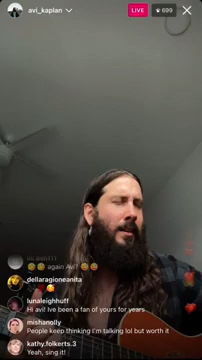 avi_kaplan
LIVE
699
again Avi?
dellaragioneanita
lunaleighhuff
Hi avi! Ive been a fan of yours for years
mishanolly
People keep thinking I'm talking lol but worth it
kathy.folkerts.3
Yeah, sing it!